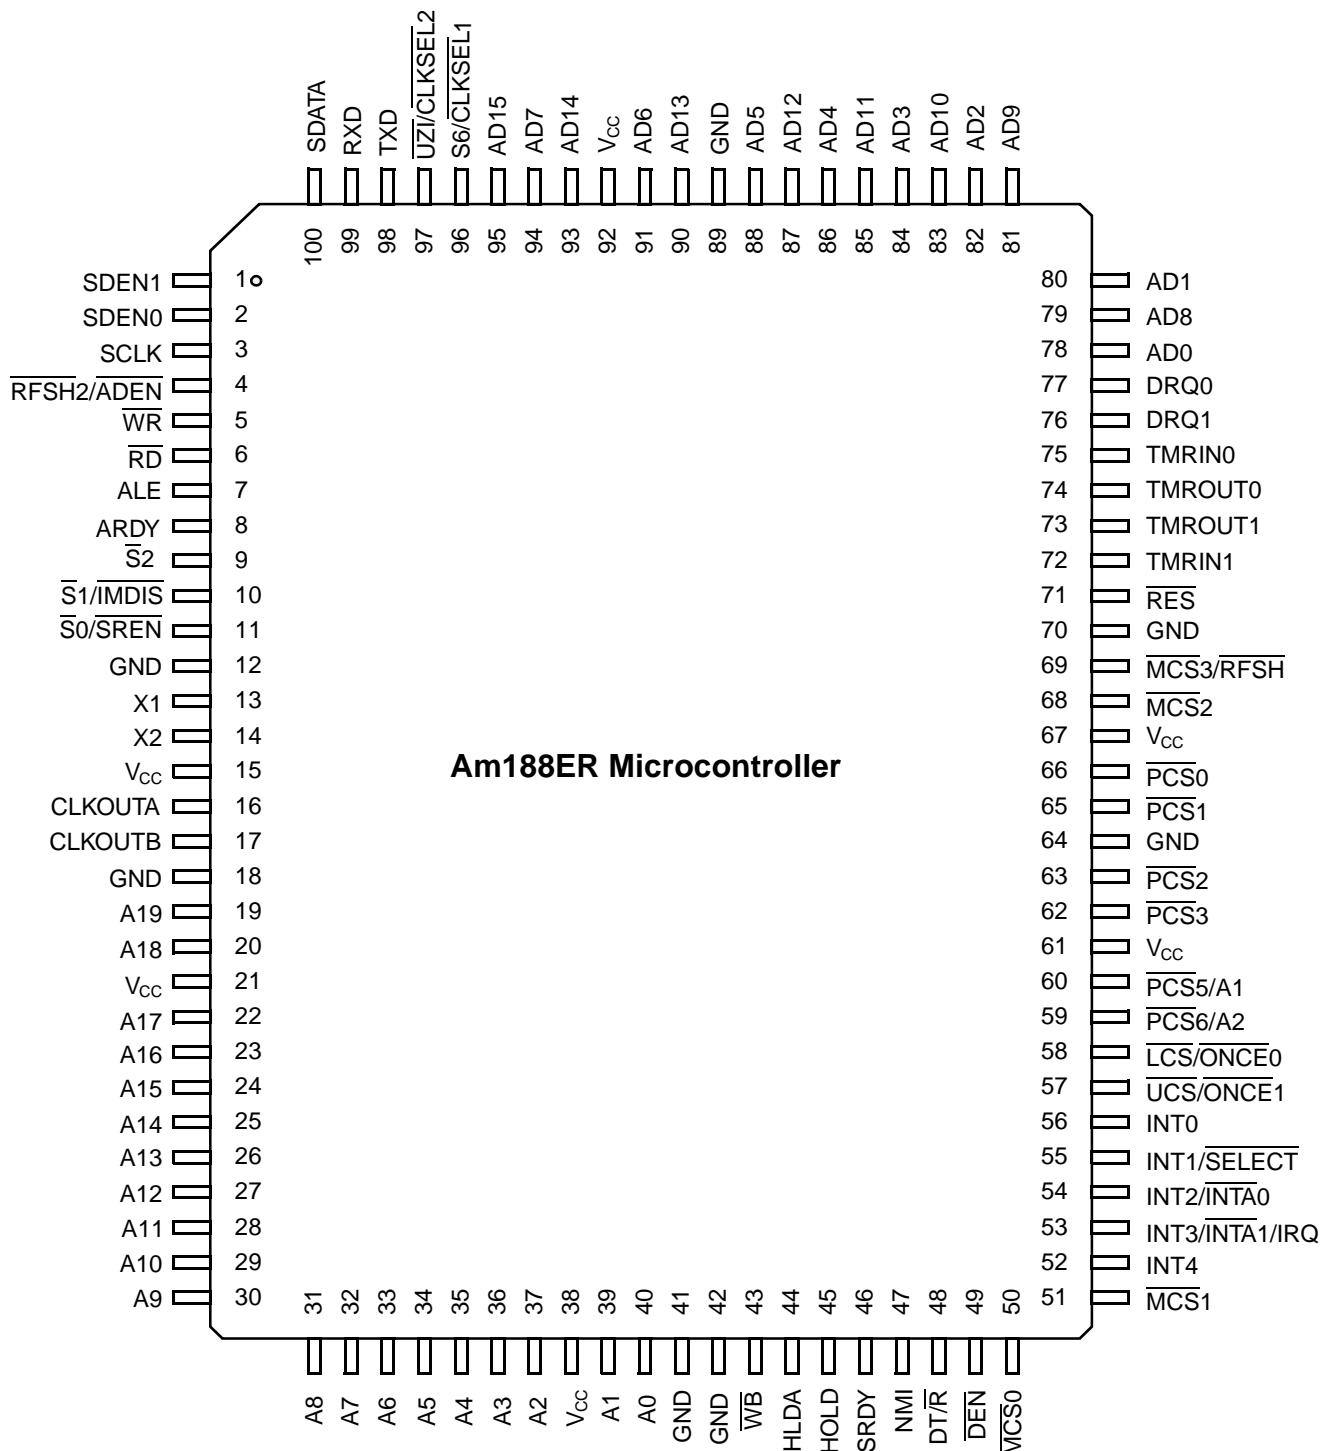 SDATA
RXD
TXD
UZI/CLKSEL2
S6/CLKSEL1
AD15
AD7
AD14
VCC
AD6
AD13
GND
AD5
AD12
AD4
AD11
AD3
AD10
AD2
AD9
100
99
98
97
96
95
94
93
92
91
90
89
88
87
86
85
84
83
82
81
SDEN1 1
SDEN0 2
SCLK 3
RFSH2/ADEN 4
WR 5
RD 6
ALE 7
ARDY 8
S2 9
S1/IMDIS 10
S0/SREN 11
GND 12
X1 13
X2 14
VCC 15
CLKOUTA 16
CLKOUTB 17
GND 18
A19 19
A18 20
VCC 21
A17 22
A16 23
A15 24
A14 25
A13 26
A12 27
A11 28
A10 29
A9 30
Am188ER Microcontroller
80 AD1
79 AD8
78 AD0
77 DRQ0
76 DRQ1
75 TMRIN0
74 TMROUT0
73 TMROUT1
72 TMRIN1
71 RES
70 GND
69 MCS3/RFSH
68 MCS2
67 VCC
66 PCS0
65 PCS1
64 GND
63 PCS2
62 PCS3
61 VCC
60 PCS5/A1
59 PCS6/A2
58 LCS/ONCE0
57 UCS/ONCE1
56 INT0
55 INT1/SELECT
54 INT2/INTA0
53 INT3/INTA1/IRQ
52 INT4
51 MCS1
31
32
33
34
35
36
37
38
39
40
41
42
43
44
45
46
47
48
49
50
A8
A7
A6
A5
A4
A3
A2
VCC
A1
A0
GND
GND
WB
HLDA
HOLD
SRDY
NMI
DT/R
DEN
MCS0